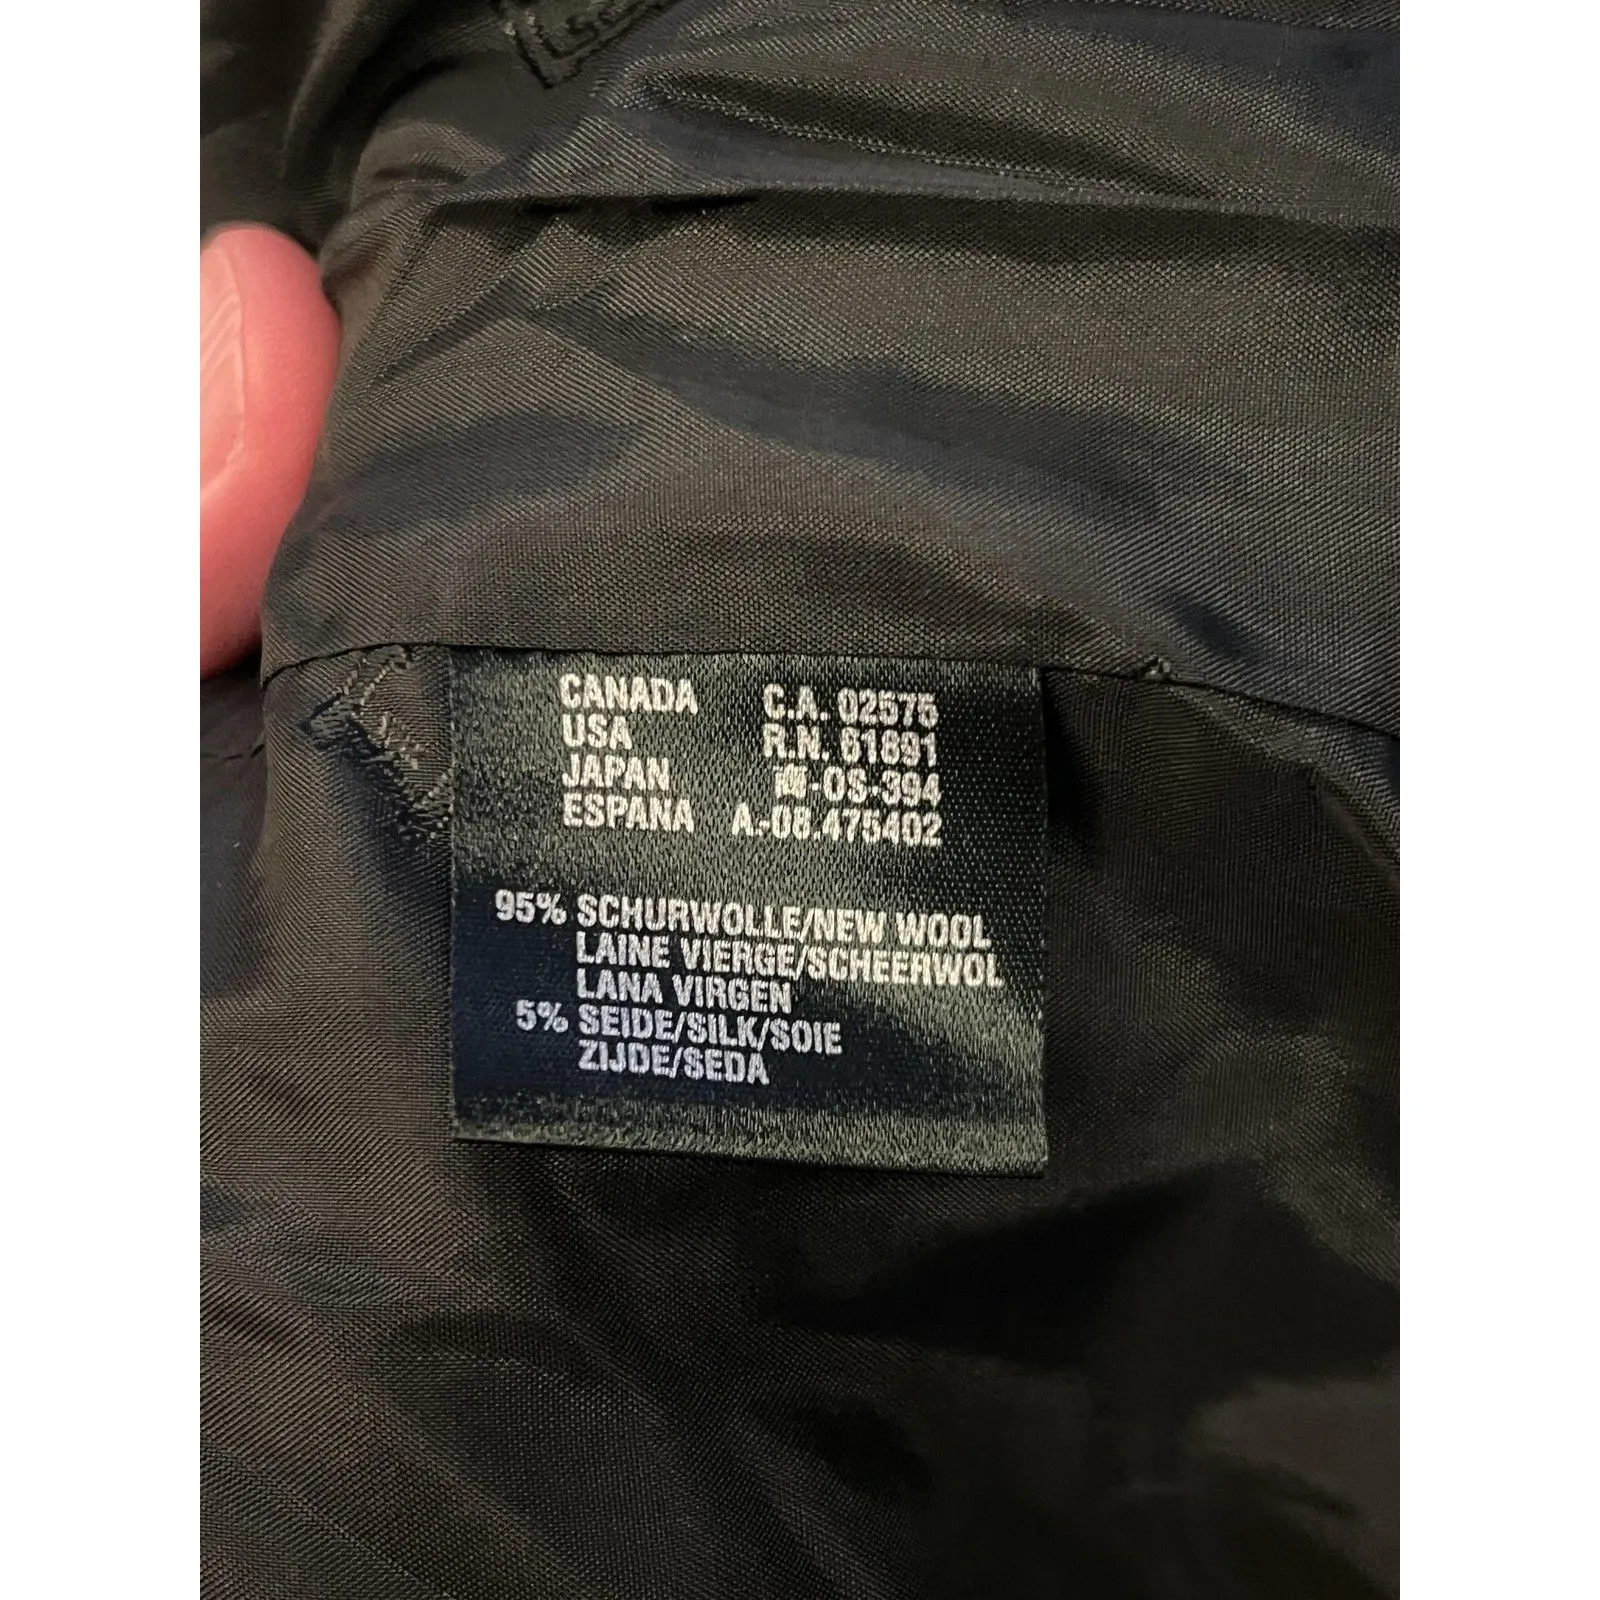 CANADA C.A. 02575
USA R.N. 61891
JAPAN -OS-394
ESPANA A.-08.475402
95% SCHURWOLLE/NEW WOOL
LAINE VIERGE/SCHEERWOL
LANA VIRGEN
5% SEIDE/SILK/SOIE
ZIJDE/SEDA